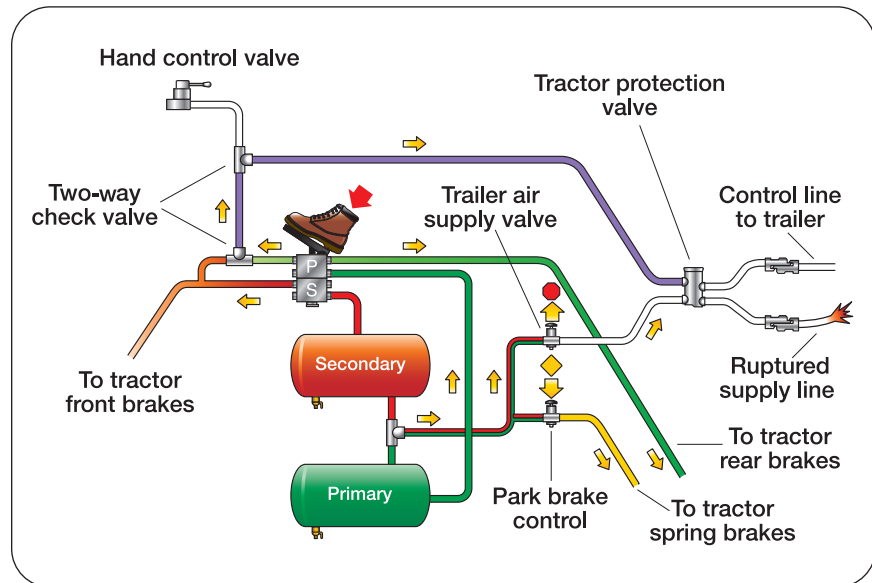 Hand control valve
Tractor protection
valve
Two-way
check valve
Trailer air
supply valve
Control line
to trailer
P
S
Secondary
Ruptured
supply line
To tractor
front brakes
Primary
Park brake
control
To tractor
rear brakes
To tractor
spring brakes